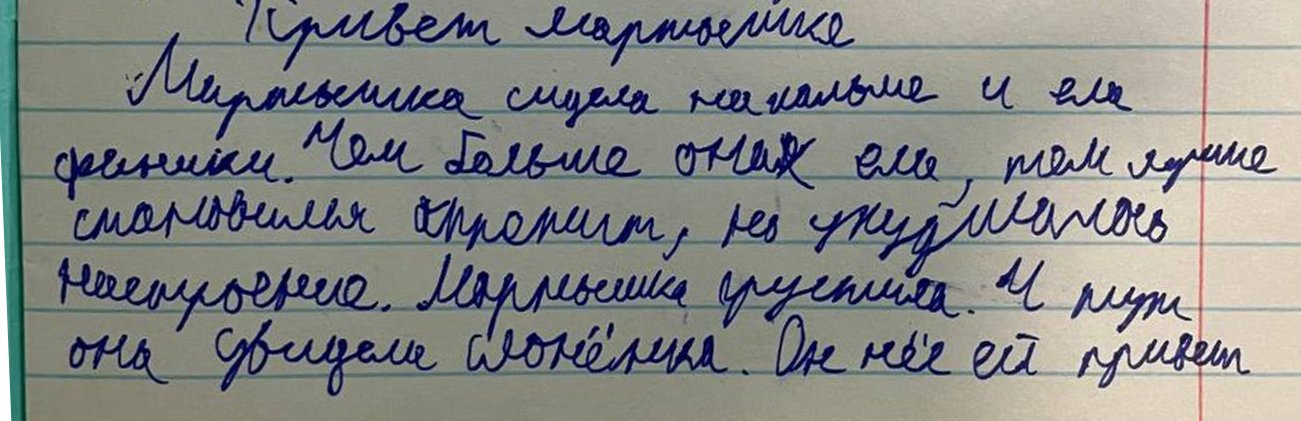 Привет мартышке
Мартышка сидела на пальме и ела
финики. Чем больше она их ела, тем лучше
становился аппетит, но ухудшалось
настроение. Мартышка грустила. И тут
она увидела слонёнка. Он нёс ей привет